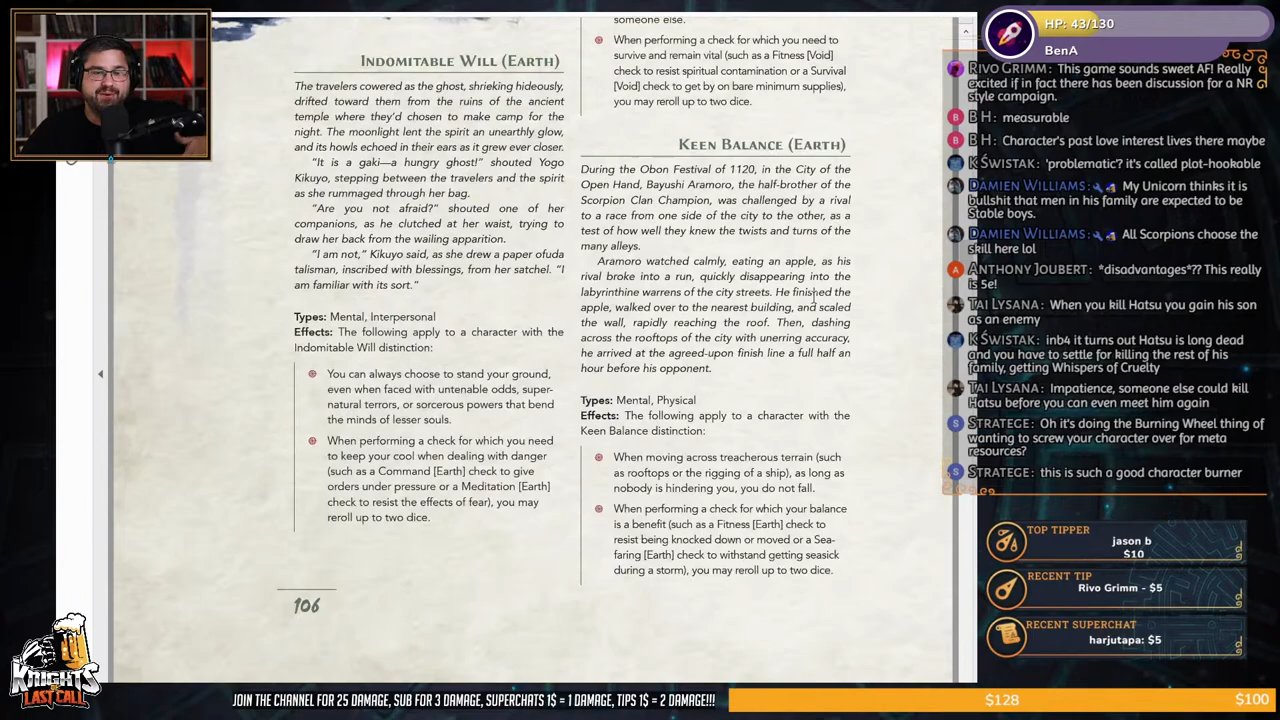 INDOMITABLE WILL (EARTH)
The travelers cowered as the ghost, shrieking hideously,
drifted toward them from the ruins of the ancient
temple where they'd chosen to make camp for the
night. The moonlight lent the spirit an unearthly glow,
and its howls echoed in their ears as it grew ever closer.
"It is a gaki—a hungry ghost!" shouted Yogo
Kikuyo, stepping between the travelers and the spirit
as she rummaged through her bag.
"Are you not afraid?" shouted one of her
companions, as he clutched at her waist, trying to
draw her back from the wailing apparition.
"I am not," Kikuyo said, as she drew a paper ofuda
talisman, inscribed with blessings, from her satchel. "I
am familiar with its sort."
Types: Mental, Interpersonal
Effects: The following apply to a character with the
Indomitable Will distinction:
You can always choose to stand your ground,
even when faced with untenable odds, super-
natural terrors, or sorcerous powers that bend
the minds of lesser souls.
When performing a check for which you need
to keep your cool when dealing with danger
(such as a Command [Earth] check to give
orders under pressure or a Meditation [Earth]
check to resist the effects of fear), you may
reroll up to two dice.
106
someone else.
When performing a check for which you need to
survive and remain vital (such as a Fitness [Void]
check to resist spiritual contamination or a Survival
[Void] check to get by on bare minimum supplies),
you may reroll up to two dice.
KEEN BALANCE (EARTH)
During the Obon Festival of 1120, in the City of the
Open Hand, Bayushi Aramoro, the half-brother of the
Scorpion Clan Champion, was challenged by a rival
to a race from one side of the city to the other, as a
test of how well they knew the twists and turns of the
many alleys.
Aramoro watched calmly, eating an apple, as his
rival broke into a run, quickly disappearing into the
labyrinthine warrens of the city streets. He finished the
apple, walked over to the nearest building, and scaled
the wall, rapidly reaching the roof. Then, dashing
across the rooftops of the city with unerring accuracy,
he arrived at the agreed-upon finish line a full half an
hour before his opponent.
Types: Mental, Physical
Effects: The following apply to a character with the
Keen Balance distinction:
When moving across treacherous terrain (such
as rooftops or the rigging of a ship), as long as
nobody is hindering you, you do not fall.
When performing a check for which your balance
is a benefit (such as a Fitness [Earth] check to
resist being knocked down or moved or a Sea-
faring [Earth] check to withstand getting seasick
during a storm), you may reroll up to two dice.
HP: 43/130
BenA
RIVO GRIMM: This game sounds sweet AF! Really
excited if in fact there has been discussion for a NR
style campaign.
B H: measurable
B H: Character's past lovers interest lives there maybe
K ŚWISTAK: 'problematic'? it's called plot-hookable
DAMIEN WILLIAMS: My Unicorn thinks it is
bullshit that men in his family are expected to be
Stable boys.
DAMIEN WILLIAMS: All Scorpions choose the
skill here lol
ANTHONY JOUBERT: *disadvantages*?? This really
is 5e!
TAI LYSANA: When you kill Hatsu you gain his son
as an enemy
K ŚWISTAK: inb4 it turns out Hatsu is long dead
and you have to settle for killing the rest of his
family, getting Whispers of Cruelty
TAI LYSANA: Impatience, someone else could kill
Hatsu before you can even meet him again
STRATEGE: Oh it's doing the Burning Wheel thing of
wanting to screw your character over for meta
resources?
STRATEGE: this is such a good character burner
TOP TIPPER
jason b
$10
RECENT TIP
Rivo Grimm - $5
RECENT SUPERCHAT
harjutapa: $5
KNIGHTS
OF
LAST CALL
JOIN THE CHANNEL FOR 25 DAMAGE, SUB FOR 3 DAMAGE, SUPERCHATS 1$ = 1 DAMAGE, TIPS 1$ = 2 DAMAGE!!!
$128
$100